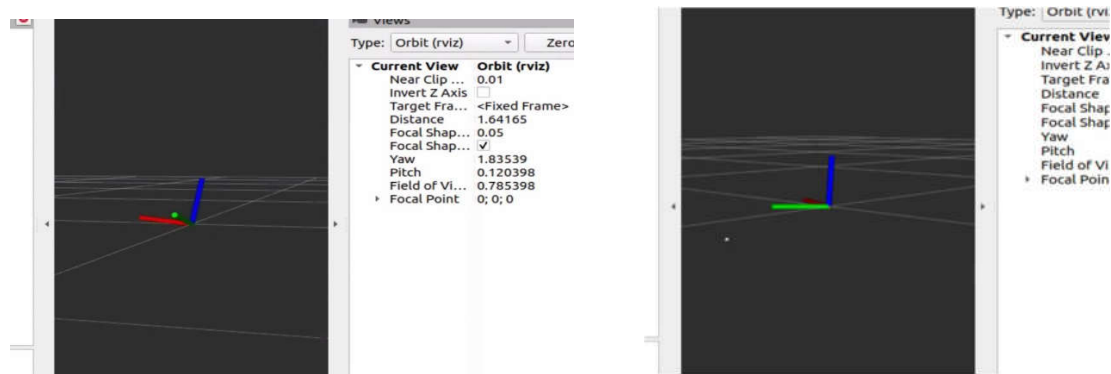 Views
Type: Orbit (rviz) Zero
Current View Orbit (rviz)
Near Clip ... 0.01
Invert Z Axis
Target Fra... <Fixed Frame>
Distance 1.64165
Focal Shap... 0.05
Focal Shap... ✓
Yaw 1.83539
Pitch 0.120398
Field of Vi... 0.785398
Focal Point 0; 0; 0
Type: Orbit (rvi
Current View
Near Clip .
Invert Z Ax
Target Fra
Distance
Focal Shap
Focal Shap
Yaw
Pitch
Field of Vi
Focal Poin